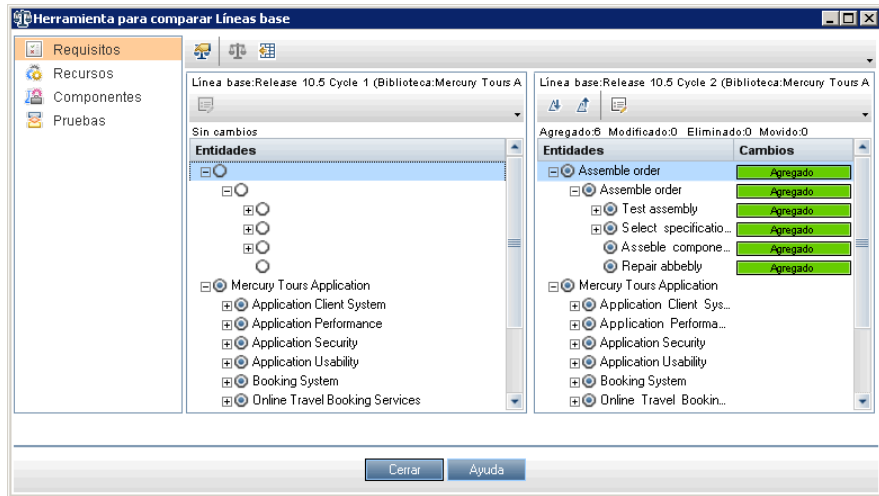 Herramienta para comparar Líneas base
Requisitos
Recursos
Componentes
Pruebas
Línea base:Release 10.5 Cycle 1 (Biblioteca:Mercury Tours A
Sin cambios
Entidades
Mercury Tours Application
Application Client System
Application Performance
Application Security
Application Usability
Booking System
Online Travel Booking Services
Línea base:Release 10.5 Cycle 2 (Biblioteca:Mercury Tours A
Agregado:6 Modificado:0 Eliminado:0 Movido:0
Entidades Cambios
Assemble order Agregado
Assemble order Agregado
Test assembly Agregado
Select specificatio... Agregado
Asseble compone... Agregado
Repair abbebly Agregado
Mercury Tours Application
Application Client Sys...
Application Performa...
Application Security
Application Usability
Booking System
Online Travel Bookin...
Cerrar Ayuda